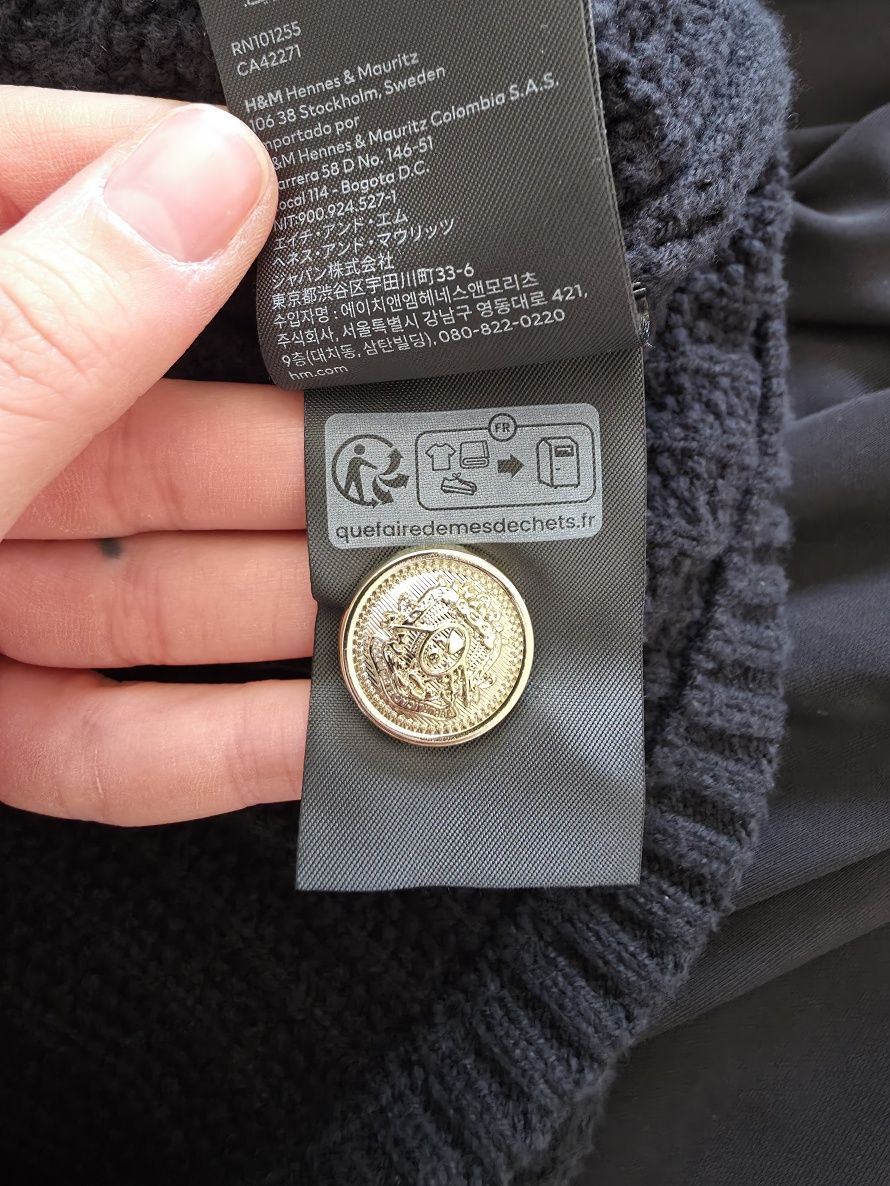 RN101255
CA42271
H&M Hennes & Mauritz
106 38 Stockholm, Sweden
mportado por
&M Hennes & Mauritz Colombia S.A.S.
arrera 58 D No. 146-51
ocal 114 - Bogota D.C.
NIT:900.924.527-1
エイチ・アンド・エム
ヘネス・アンド・マウリッツ
ジャパン株式会社
東京都渋谷区宇田川町33-6
수입자명 : 에이치앤엠헤네스앤모리츠
주식회사, 서울특별시 강남구 영동대로 421,
9층(대치동, 삼탄빌딩), 080-822-0220
hm.com
FR
quefairedemesdechets.fr